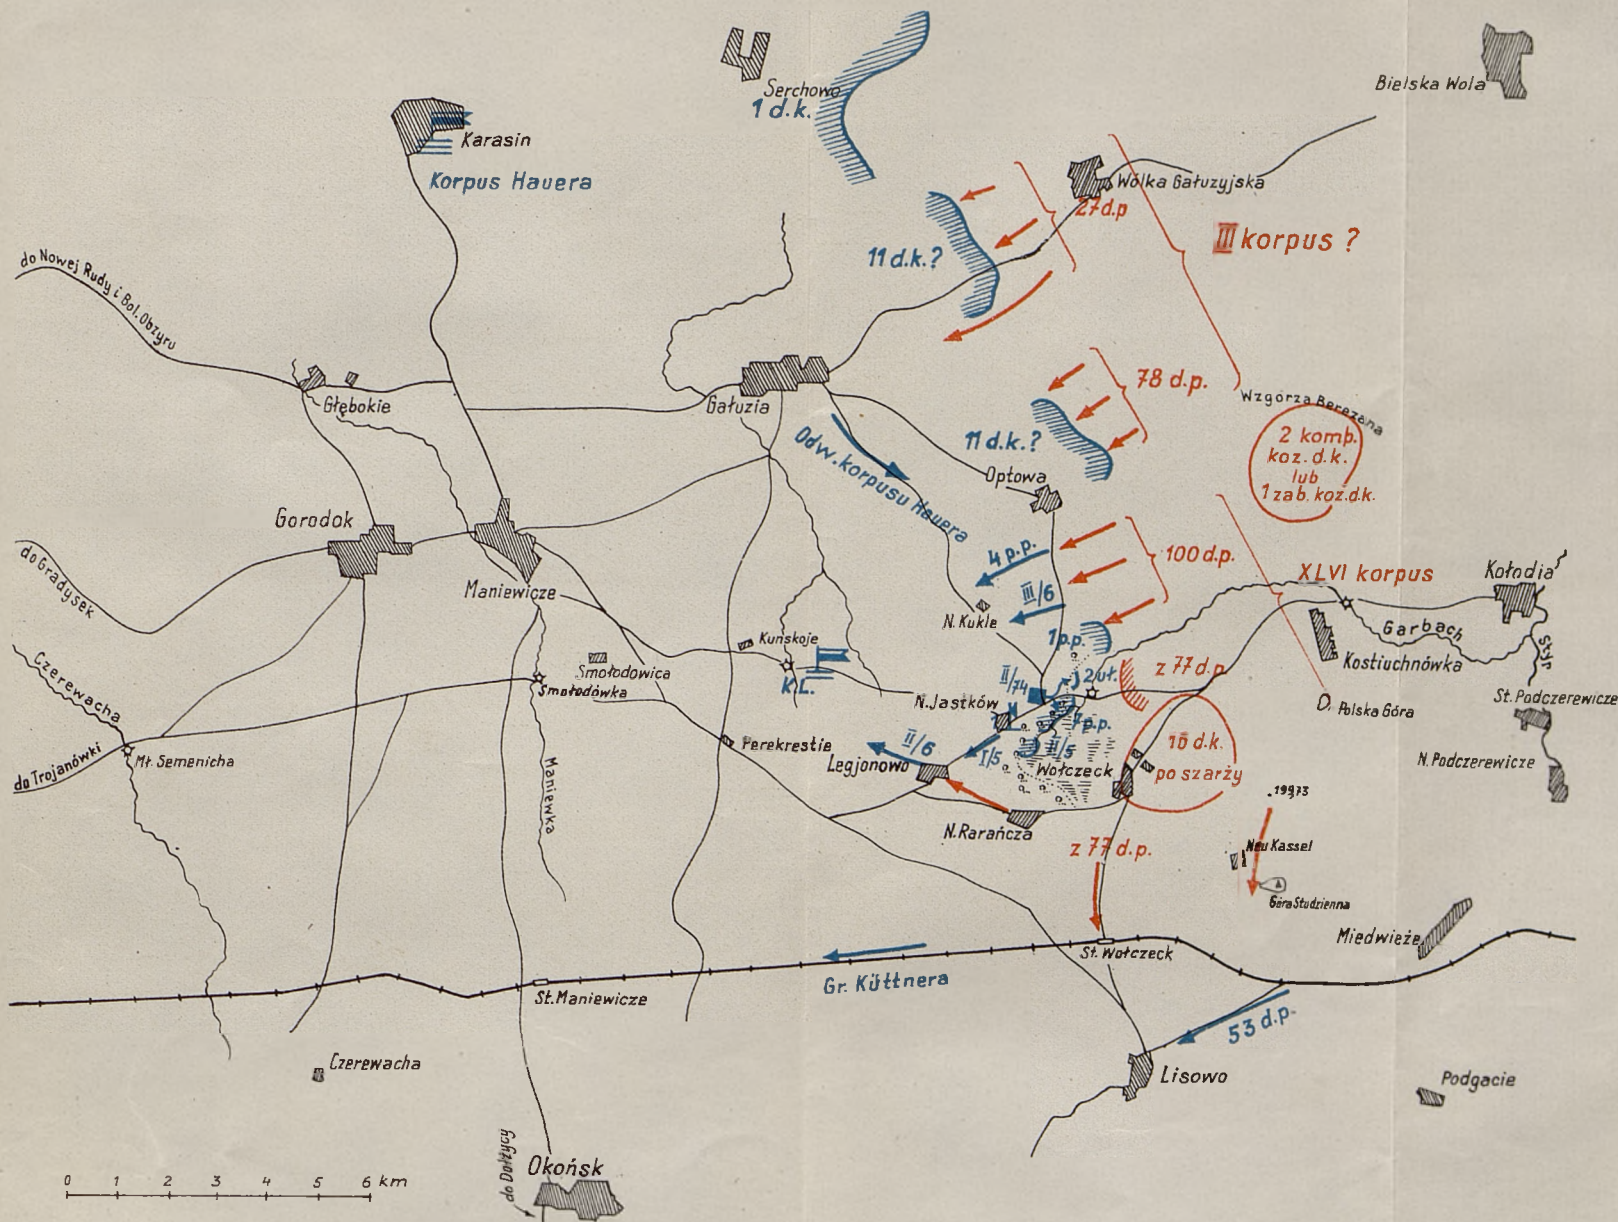 Serchowo
1 d.k.
Bielska Wola
Karasin
Korpus Hauera
Wólka Gałuzyjska
27 d.p
III korpus ?
11 d.k.?
do Nowej Rudy i Bol. Obzyru
78 d.p.
Głębokie
Gałuzia
Wzgórza Berezana
2 komp.
koz. d.k.
lub
1 zab. koz. d.k.
Odw. korpusu Hauera
11 d.k.?
Optowa
Gorodok
do Gradysek
Maniewicze
4 p.p.
100 d.p.
XLVI korpus
Kołodia
III/6
N. Kukle
Garbach
Styr
Kostiuchnówka
1 p.p.
Kuńskoje
Smołodowica
Smołodówka
K.L.
II/74
2 uł.
z 77 d.p.
N. Jastków
7 p.p.
Polska Góra
St. Podczerewicze
Czerewacha
do Trojanówki
Mł. Semenicha
Perekrestie
II/6
Legjonowo
I/5
II/5
Wołczeck
10 d.k.
po szarży
N. Podczerewicze
Maniewka
19973
N. Rarańcza
z 77 d.p.
Neu Kassel
Góra Studzienna
Miedwieże
St. Wołczeck
Gr. Küttnera
St. Maniewicze
53 d.p.
Czerewacha
Lisowo
Podgacie
do Dołżycy
Okońsk
0 1 2 3 4 5 6 km